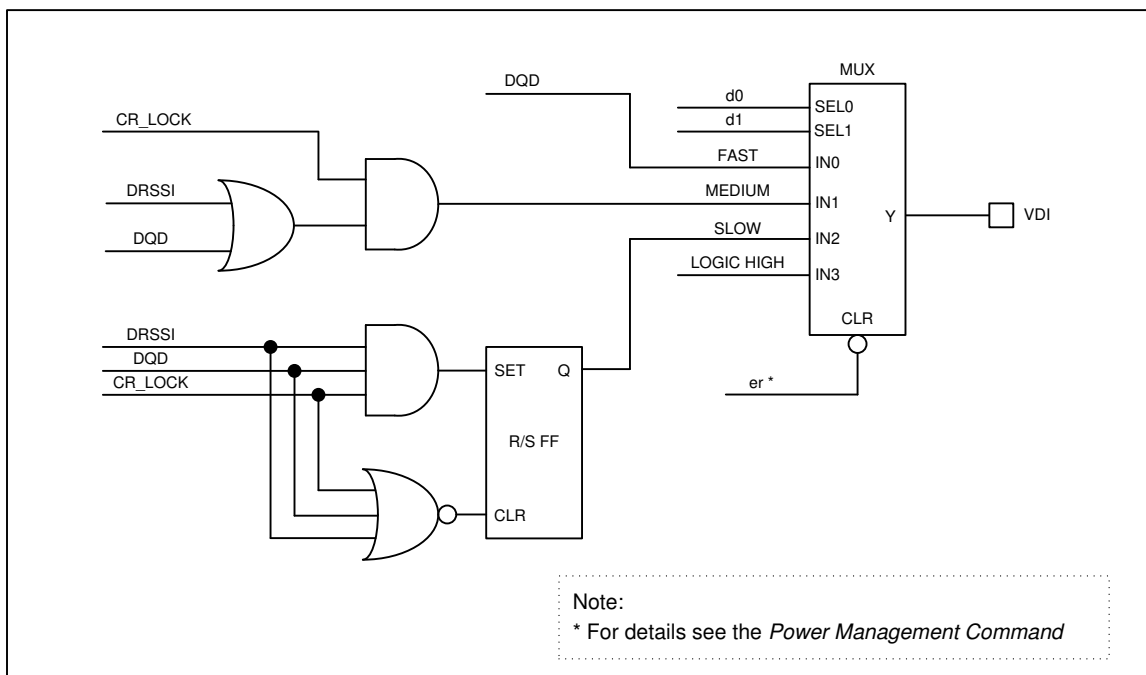 MUX
DQD
d0
SEL0
d1
SEL1
CR_LOCK
FAST
IN0
DRSSI
MEDIUM
IN1
Y
VDI
DQD
SLOW
IN2
LOGIC HIGH
IN3
CLR
DRSSI
DQD
CR_LOCK
SET
Q
er *
R/S FF
CLR
Note:
* For details see the Power Management Command